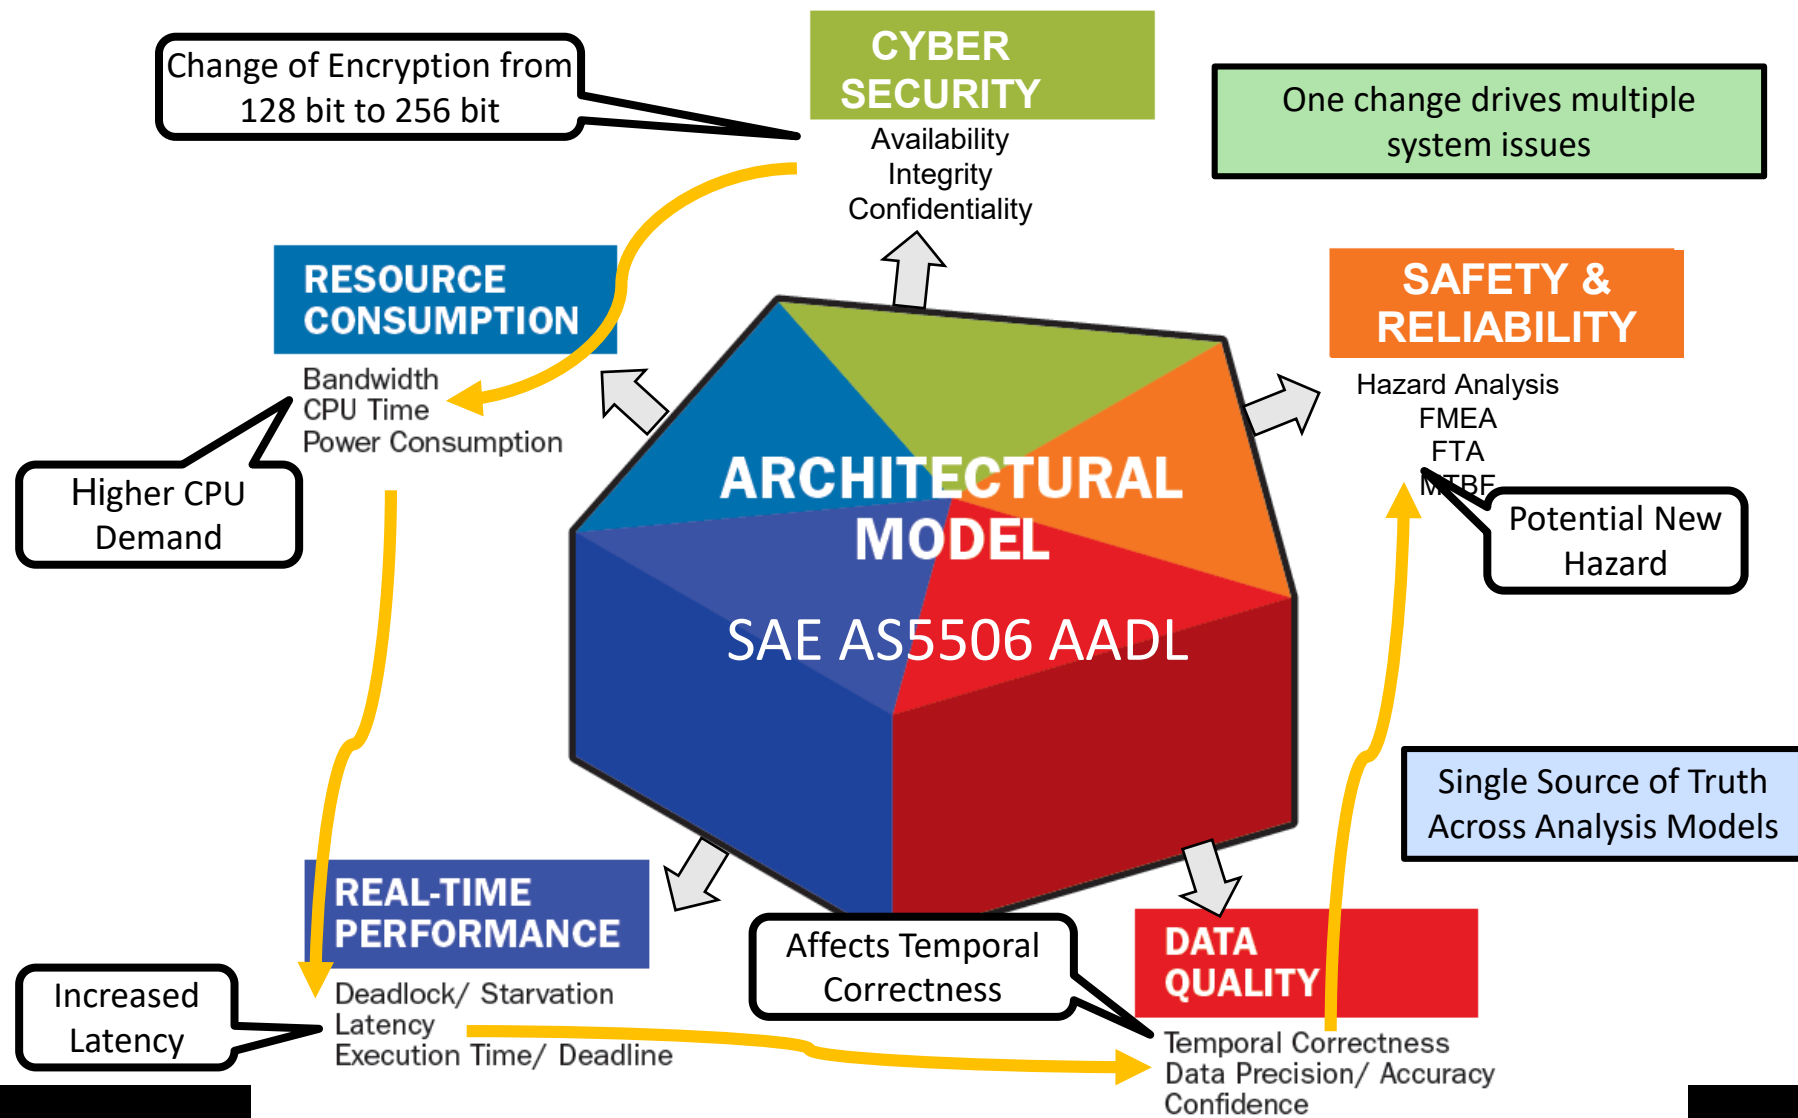 Change of Encryption from
128 bit to 256 bit
CYBER
SECURITY
Availability
Integrity
Confidentiality
One change drives multiple
system issues
RESOURCE
CONSUMPTION
Bandwidth
CPU Time
Power Consumption
Higher CPU
Demand
SAFETY &
RELIABILITY
Hazard Analysis
FMEA
FTA
MTBF
Potential New
Hazard
ARCHITECTURAL
MODEL
SAE AS5506 AADL
Single Source of Truth
Across Analysis Models
REAL-TIME
PERFORMANCE
Deadlock/ Starvation
Latency
Execution Time/ Deadline
Increased
Latency
Affects Temporal
Correctness
DATA
QUALITY
Temporal Correctness
Data Precision/ Accuracy
Confidence